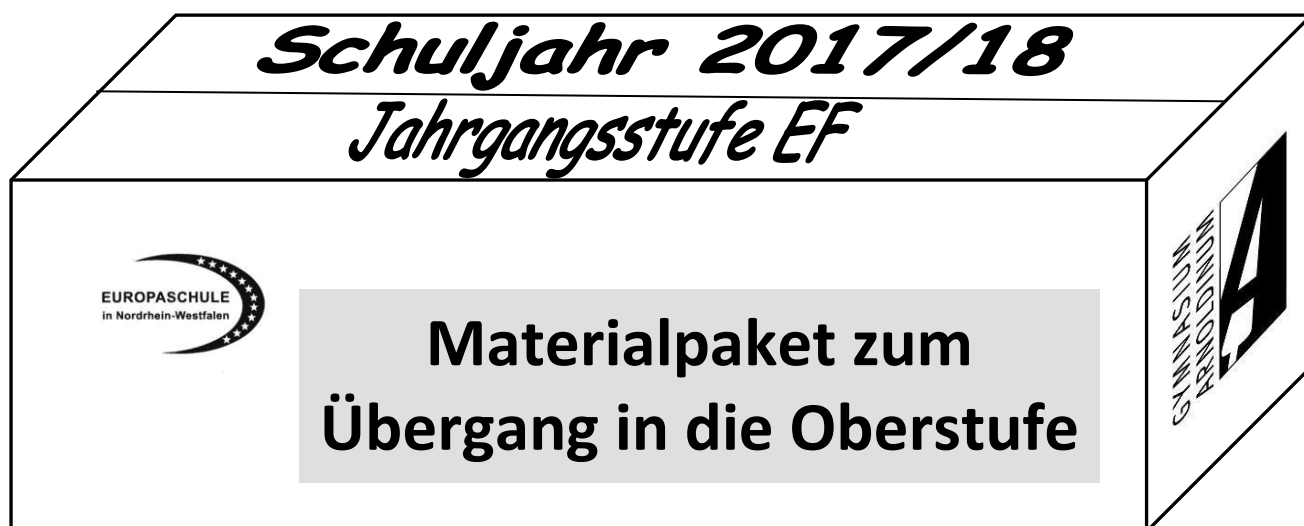 Schuljahr 2017/18
Jahrgangsstufe EF
EUROPASCHULE
in Nordrhein-Westfalen
Materialpaket zum
Übergang in die Oberstufe
GYMNASIUM
ARNOLDINUM